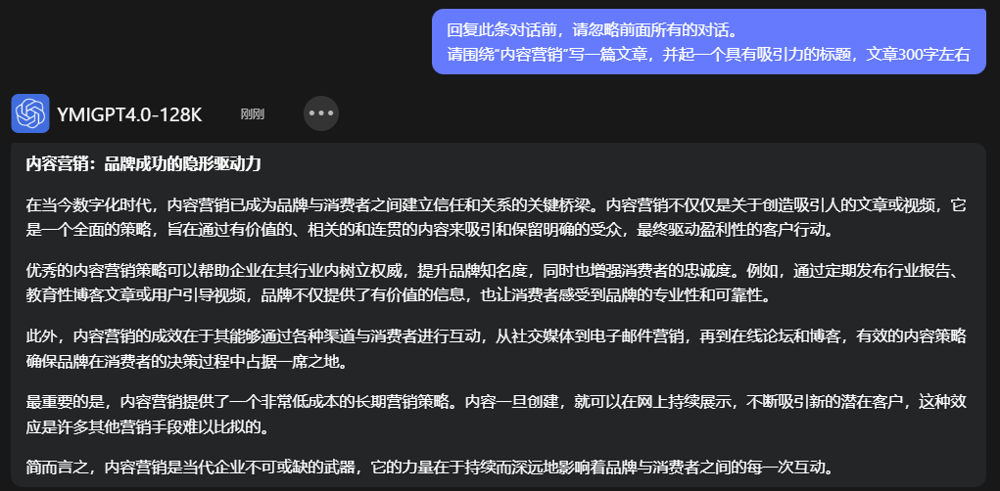 回复此条对话前，请忽略前面所有的对话。
请围绕“内容营销”写一篇文章，并起一个具有吸引力的标题，文章300字左右
YMIGPT4.0-128K 刚刚
内容营销：品牌成功的隐形驱动力
在当今数字化时代，内容营销已成为品牌与消费者之间建立信任和关系的关键桥梁。内容营销不仅仅是关于创造吸引人的文章或视频，它
是一个全面的策略，旨在通过有价值的、相关的和连贯的内容来吸引和保留明确的受众，最终驱动盈利性的客户行动。
优秀的内容营销策略可以帮助企业在其行业内树立权威，提升品牌知名度，同时也增强消费者的忠诚度。例如，通过定期发布行业报告、
教育性博客文章或用户引导视频，品牌不仅提供了有价值的信息，也让消费者感受到品牌的专业性和可靠性。
此外，内容营销的成效在于其能够通过各种渠道与消费者进行互动，从社交媒体到电子邮件营销，再到在线论坛和博客，有效的内容策略
确保品牌在消费者的决策过程中占据一席之地。
最重要的是，内容营销提供了一个非常低成本的长期营销策略。内容一旦创建，就可以在网上持续展示，不断吸引新的潜在客户，这种效
应是许多其他营销手段难以比拟的。
简而言之，内容营销是当代企业不可或缺的武器，它的力量在于持续而深远地影响着品牌与消费者之间的每一次互动。